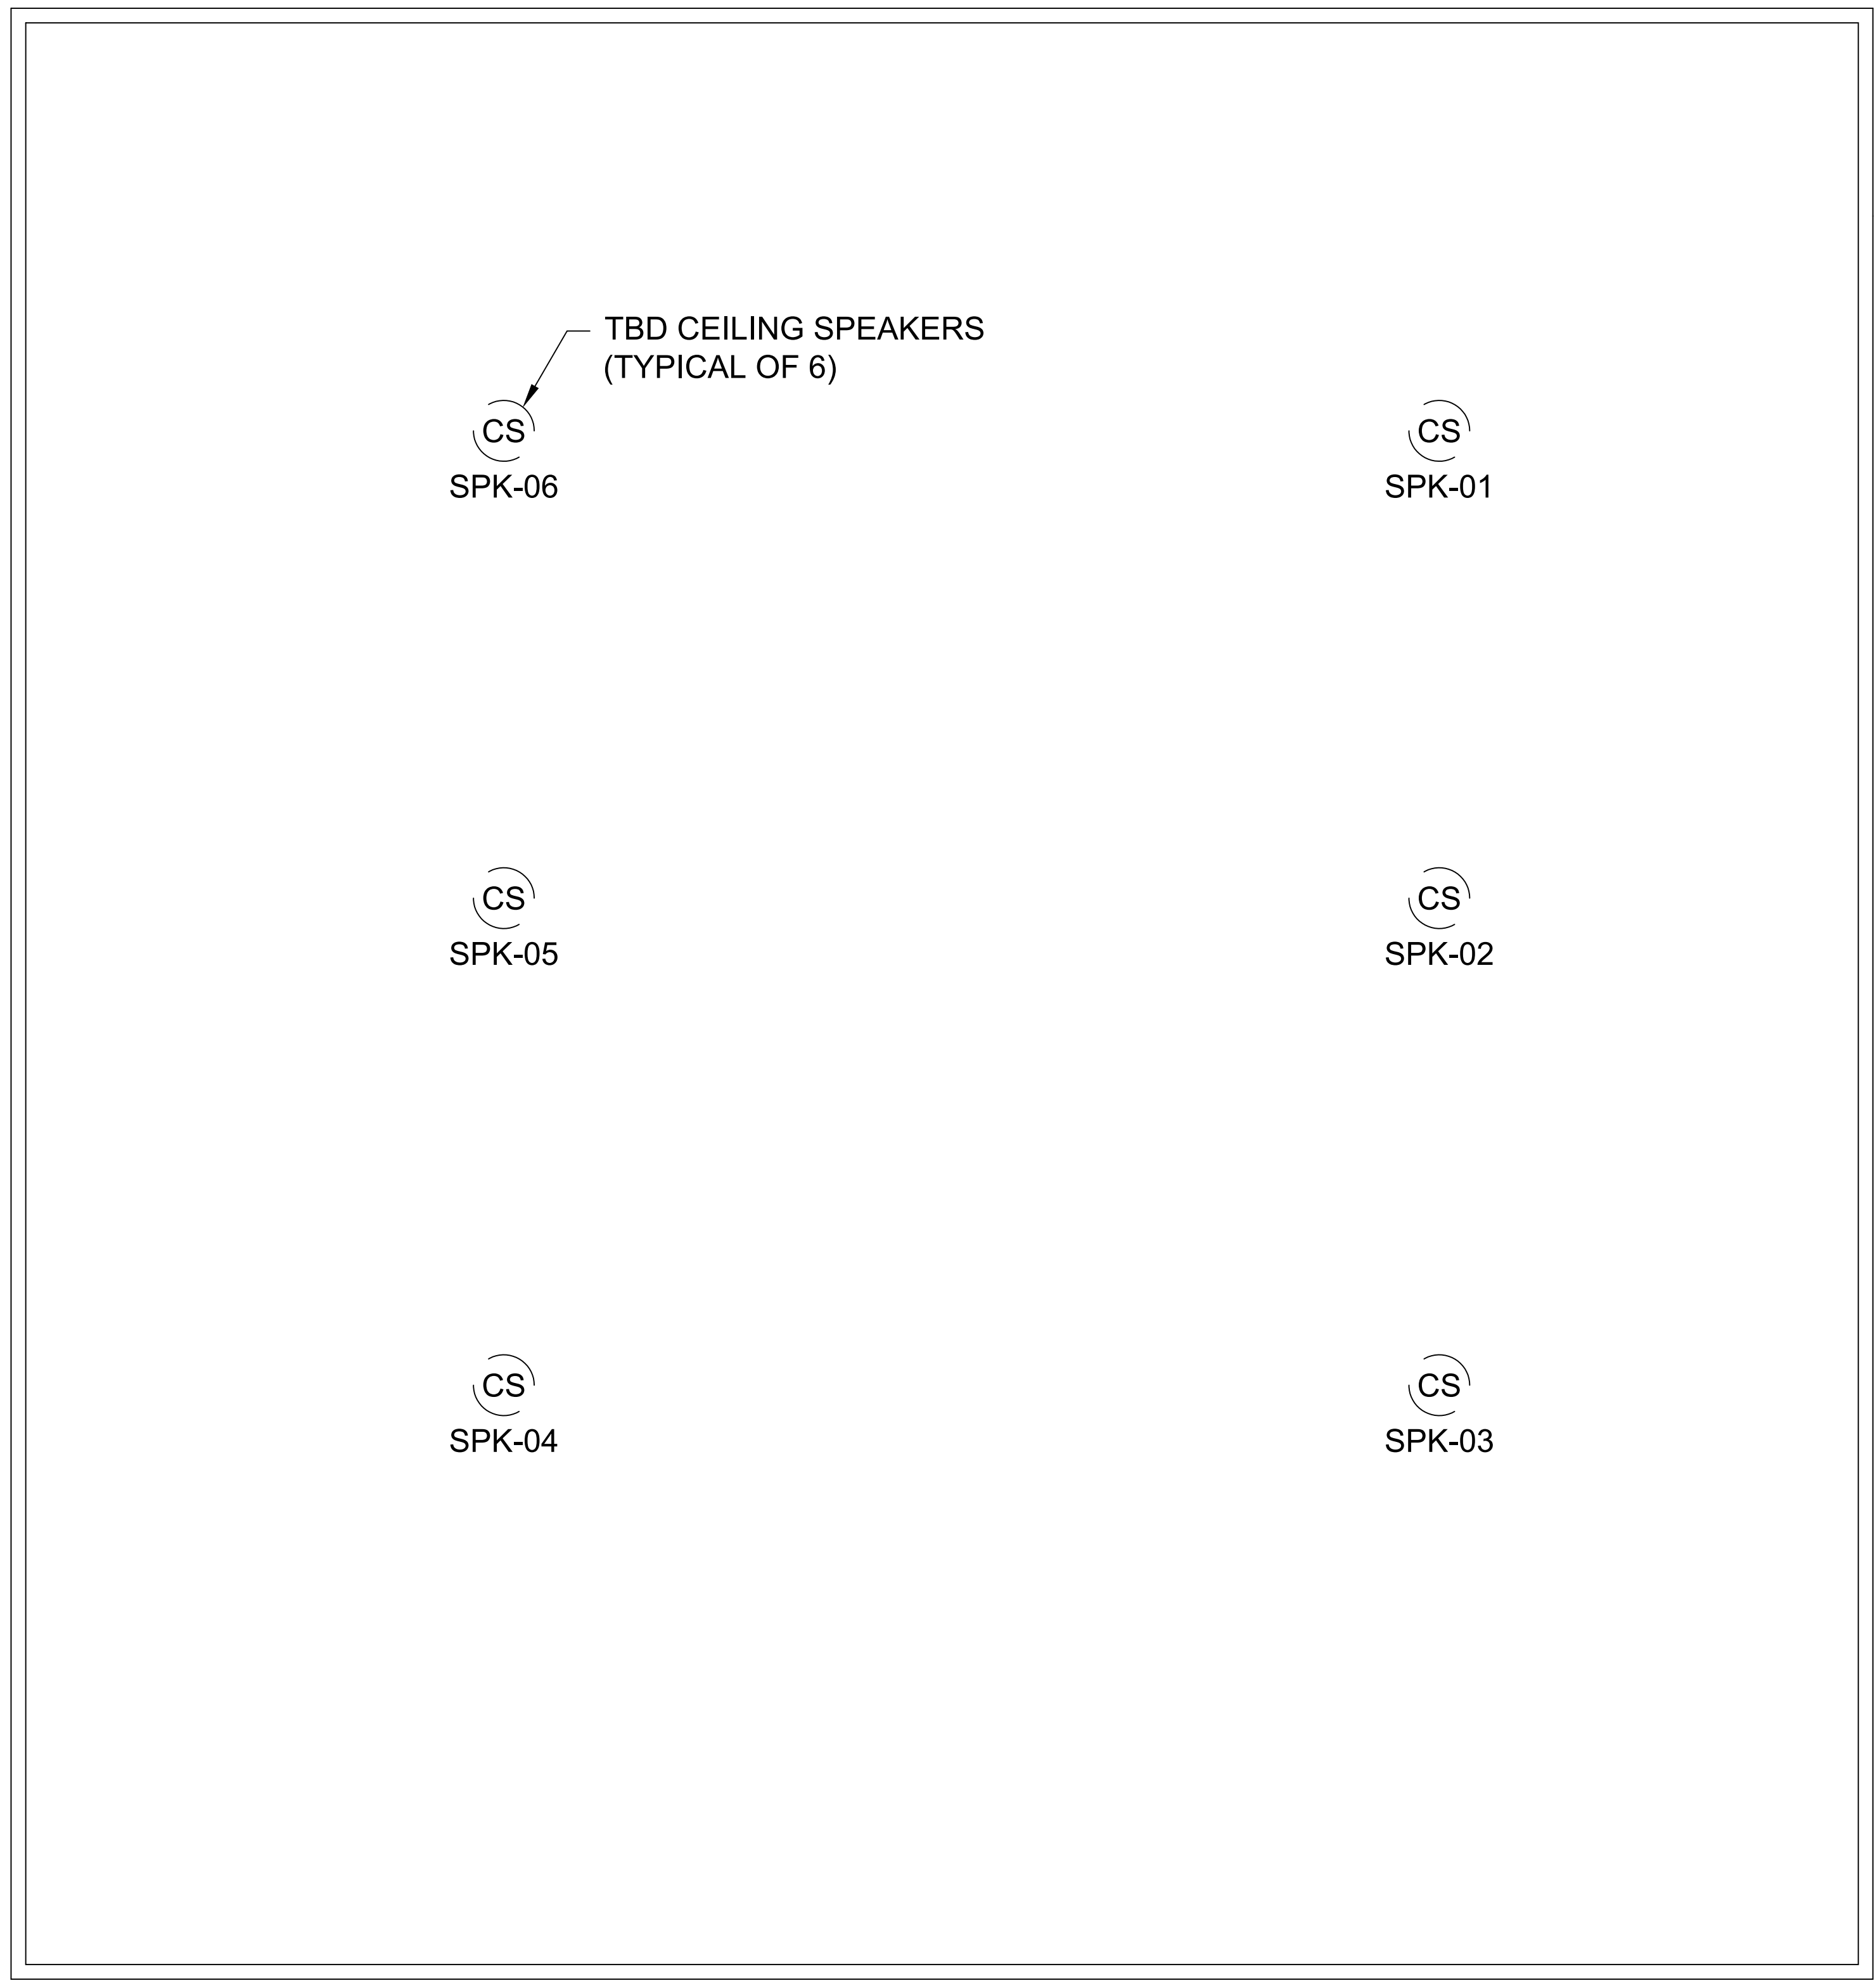 TBD CEILING SPEAKERS
(TYPICAL OF 6)
CS
SPK-06
CS
SPK-01
CS
SPK-05
CS
SPK-02
CS
SPK-04
CS
SPK-03